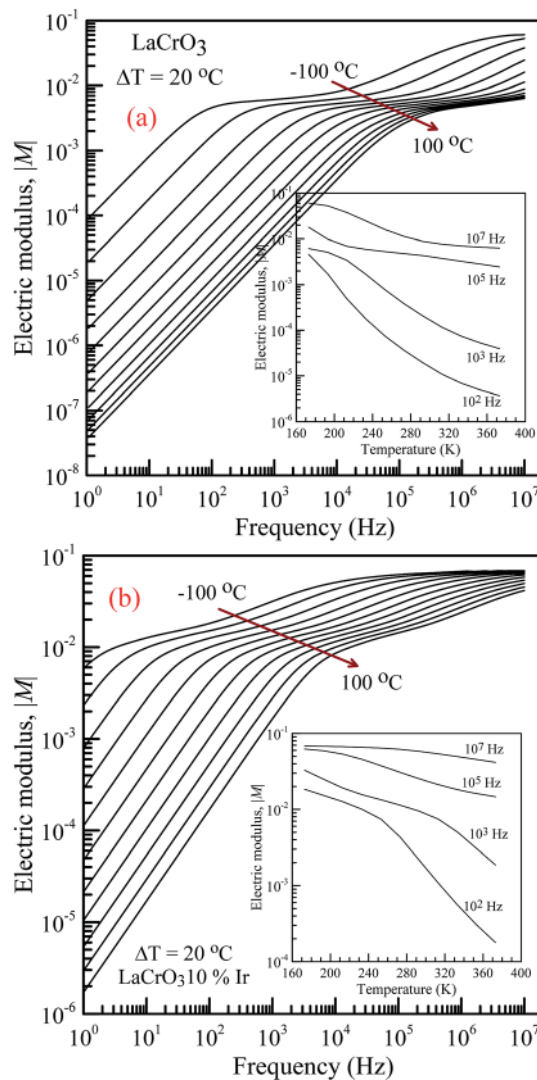 10⁻¹
LaCrO₃
ΔT = 20 °C
-100 °C
10⁻²
(a)
100 °C
10⁻³
10⁻⁴
10⁻⁵
10⁻⁶
10⁻⁷
10⁻⁸
Electric modulus, |M|
10⁻¹
10⁻²
10⁻³
10⁻⁴
10⁻⁵
10⁻⁶
Electric modulus, |M|
10⁷ Hz
10⁵ Hz
10³ Hz
10² Hz
160 200 240 280 320 360 400
Temperature (K)
10⁰ 10¹ 10² 10³ 10⁴ 10⁵ 10⁶ 10⁷
Frequency (Hz)
10⁻¹
(b)
-100 °C
10⁻²
100 °C
10⁻³
10⁻⁴
10⁻⁵
10⁻⁶
Electric modulus, |M|
10⁻¹
10⁻²
10⁻³
10⁻⁴
Electric modulus, |M|
10⁷ Hz
10⁵ Hz
10³ Hz
10² Hz
160 200 240 280 320 360 400
Temperature (K)
ΔT = 20 °C
LaCrO₃10 % Ir
10⁰ 10¹ 10² 10³ 10⁴ 10⁵ 10⁶ 10⁷
Frequency (Hz)